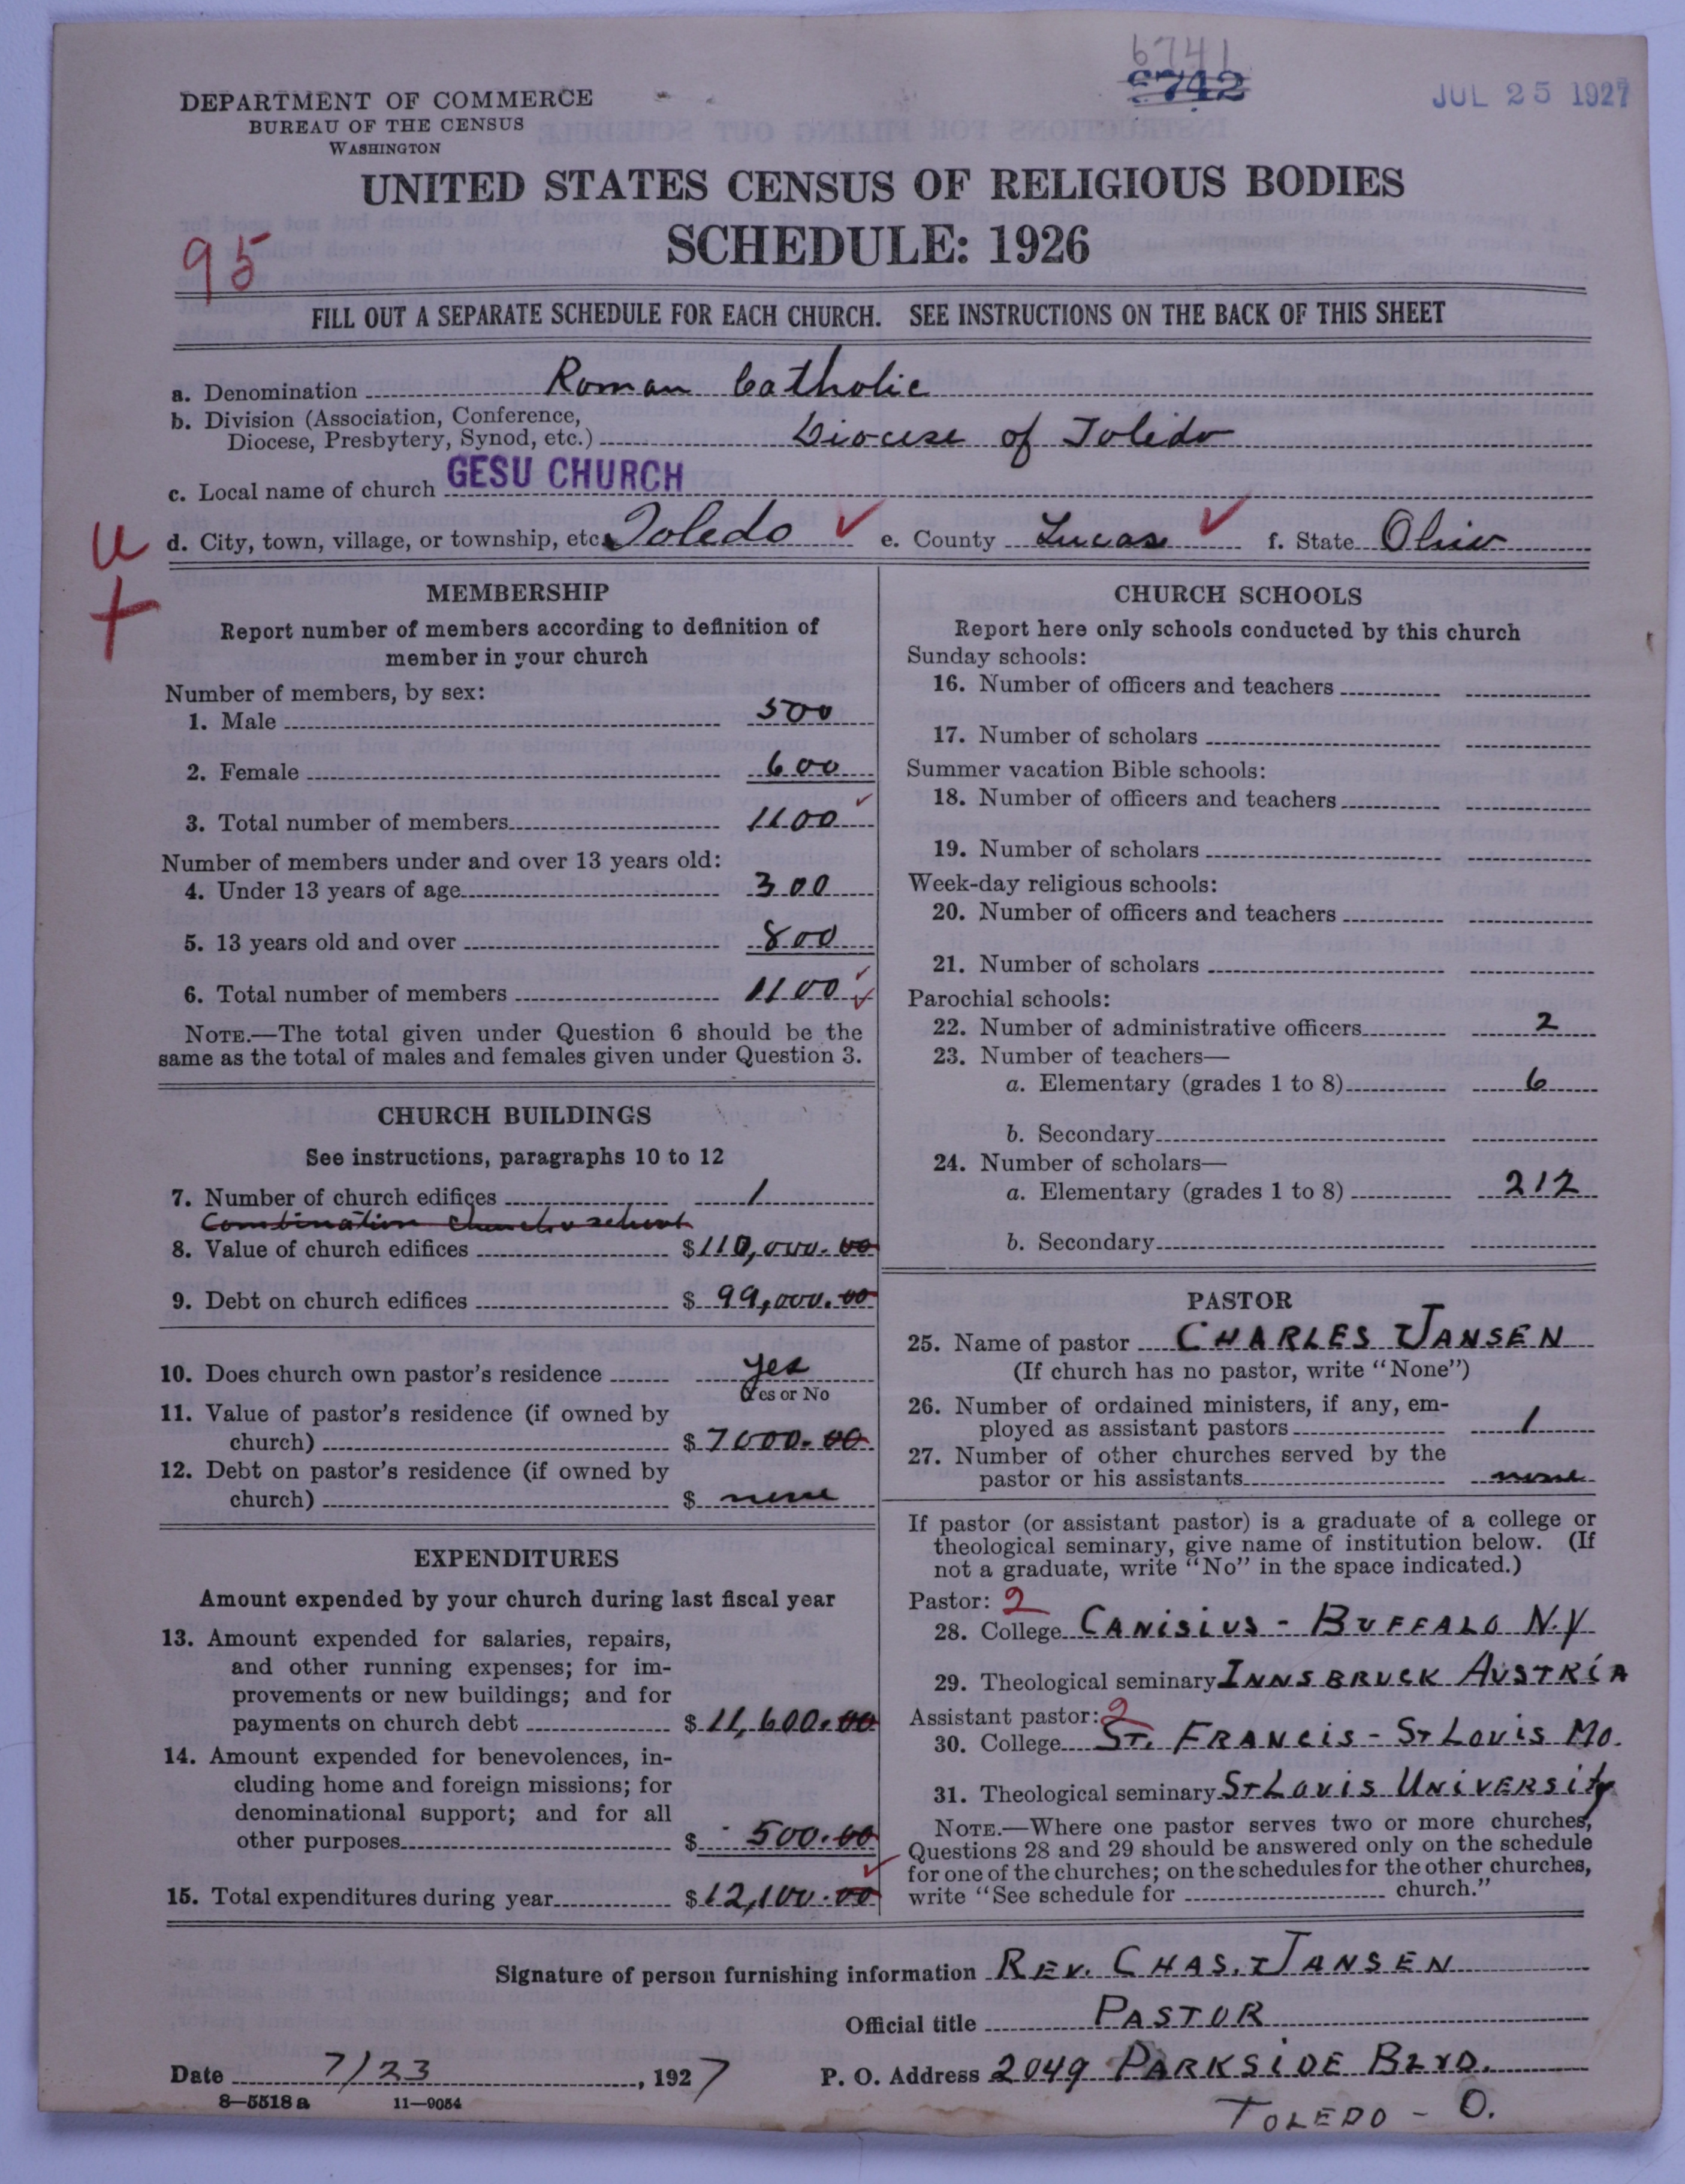 6741
6742
JUL 25 1927
DEPARTMENT OF COMMERCE
BUREAU OF THE CENSUS
WASHINGTON
UNITED STATES CENSUS OF RELIGIOUS BODIES
SCHEDULE: 1926
95
FILL OUT A SEPARATE SCHEDULE FOR EACH CHURCH. SEE INSTRUCTIONS ON THE BACK OF THIS SHEET
a. Denomination Roman Catholic
b. Division (Association, Conference,
Diocese, Presbytery, Synod, etc.) Diocese of Toledo
c. Local name of church GESU CHURCH
d. City, town, village, or township, etc. Toledo e. County Lucas f. State Ohio
U
+
MEMBERSHIP
Report number of members according to definition of
member in your church
Number of members, by sex:
1. Male 500
2. Female 600
3. Total number of members 1100
Number of members under and over 13 years old:
4. Under 13 years of age 300
5. 13 years old and over 800
6. Total number of members 1100
NOTE.—The total given under Question 6 should be the
same as the total of males and females given under Question 3.
CHURCH BUILDINGS
See instructions, paragraphs 10 to 12
7. Number of church edifices 1
Combination church & school
8. Value of church edifices $110,000.00
9. Debt on church edifices $99,000.00
10. Does church own pastor's residence yes
Yes or No
11. Value of pastor's residence (if owned by
church) $7000.00
12. Debt on pastor's residence (if owned by
church) $ none
EXPENDITURES
Amount expended by your church during last fiscal year
13. Amount expended for salaries, repairs,
and other running expenses; for im-
provements or new buildings; and for
payments on church debt $11,600.00
14. Amount expended for benevolences, in-
cluding home and foreign missions; for
denominational support; and for all
other purposes $500.00
15. Total expenditures during year $12,100.00
CHURCH SCHOOLS
Report here only schools conducted by this church
Sunday schools:
16. Number of officers and teachers
17. Number of scholars
Summer vacation Bible schools:
18. Number of officers and teachers
19. Number of scholars
Week-day religious schools:
20. Number of officers and teachers
21. Number of scholars
Parochial schools:
22. Number of administrative officers 2
23. Number of teachers—
a. Elementary (grades 1 to 8) 6
b. Secondary
24. Number of scholars—
a. Elementary (grades 1 to 8) 212
b. Secondary
PASTOR
25. Name of pastor CHARLES JANSEN
(If church has no pastor, write "None")
26. Number of ordained ministers, if any, em-
ployed as assistant pastors 1
27. Number of other churches served by the
pastor or his assistants none
If pastor (or assistant pastor) is a graduate of a college or
theological seminary, give name of institution below. (If
not a graduate, write "No" in the space indicated.)
Pastor: 2
28. College CANISIUS - BUFFALO N.Y
29. Theological seminary INNSBRUCK AUSTRIA
Assistant pastor: 2
30. College ST. FRANCIS - ST LOUIS MO.
31. Theological seminary ST LOUIS UNIVERSITY
NOTE.—Where one pastor serves two or more churches,
Questions 28 and 29 should be answered only on the schedule
for one of the churches; on the schedules for the other churches,
write "See schedule for church."
Signature of person furnishing information REV. CHAS. JANSEN
Official title PASTOR
Date 7/23, 1927 P. O. Address 2049 PARKSIDE BLVD.
8—5518a 11—9054
TOLEDO - O.